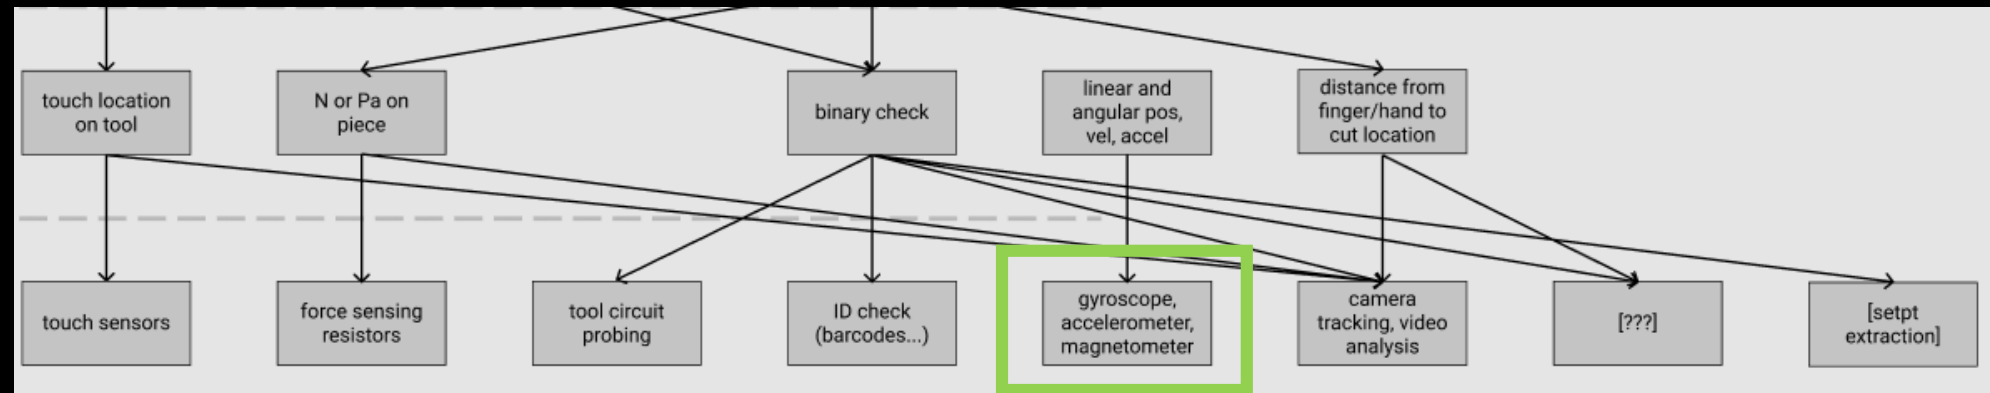 touch location
on tool
N or Pa on
piece
binary check
linear and
angular pos,
vel, accel
distance from
finger/hand to
cut location
touch sensors
force sensing
resistors
tool circuit
probing
ID check
(barcodes...)
gyroscope,
accelerometer,
magnetometer
camera
tracking, video
analysis
[???]
[setpt
extraction]